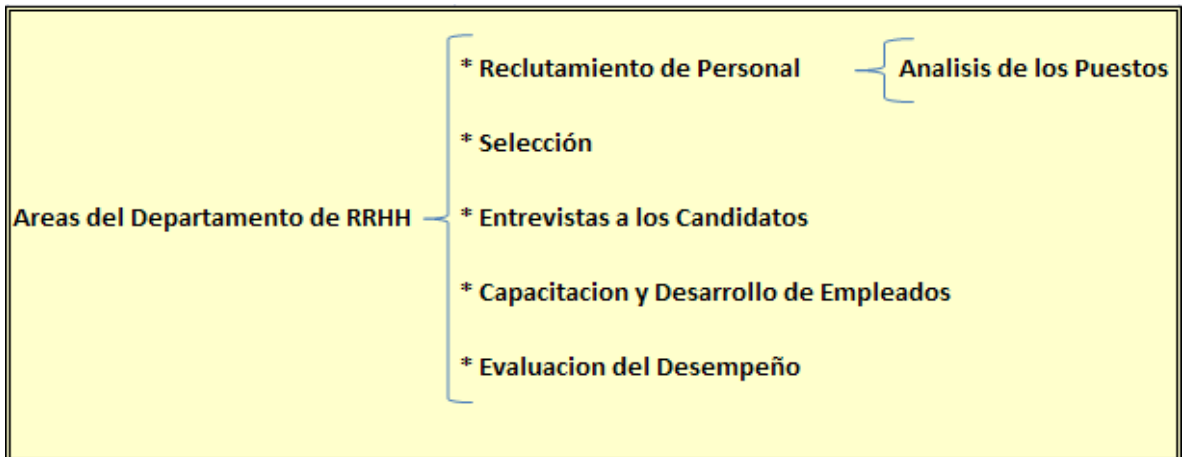 * Reclutamiento de Personal Analisis de los Puestos
* Selección
Areas del Departamento de RRHH * Entrevistas a los Candidatos
* Capacitacion y Desarrollo de Empleados
* Evaluacion del Desempeño